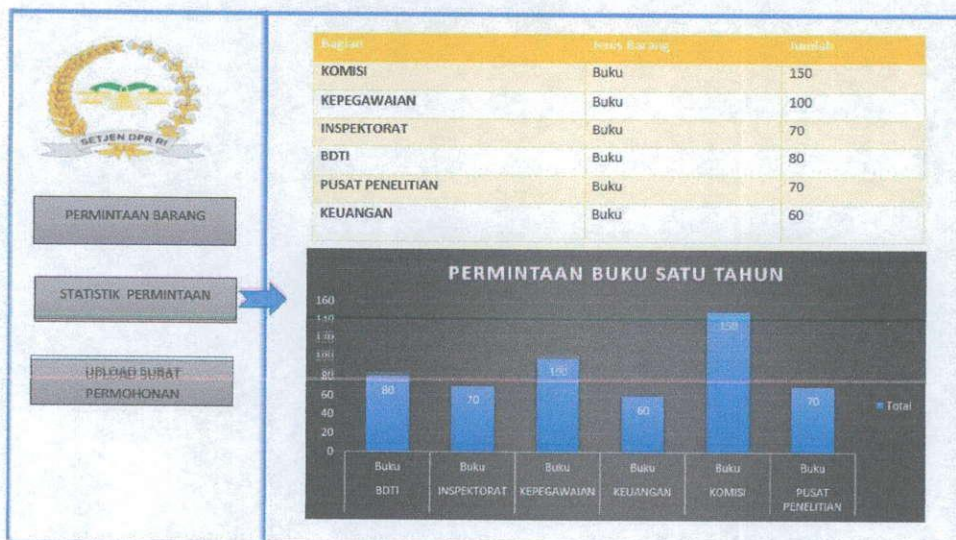 SETJEN DPR RI
PERMINTAAN BARANG
STATISTIK PERMINTAAN
UPLOAD SURAT
PERMOHONAN
Bagian Jenis Barang Jumlah
KOMISI Buku 150
KEPEGAWAIAN Buku 100
INSPEKTORAT Buku 70
BDTI Buku 80
PUSAT PENELITIAN Buku 70
KEUANGAN Buku 60
PERMINTAAN BUKU SATU TAHUN
160
140
120
100
80
60
40
20
0
80 70 100 60 150 70
Total
Buku Buku Buku Buku Buku Buku
BDTI INSPEKTORAT KEPEGAWAIAN KEUANGAN KOMISI PUSAT
PENELITIAN